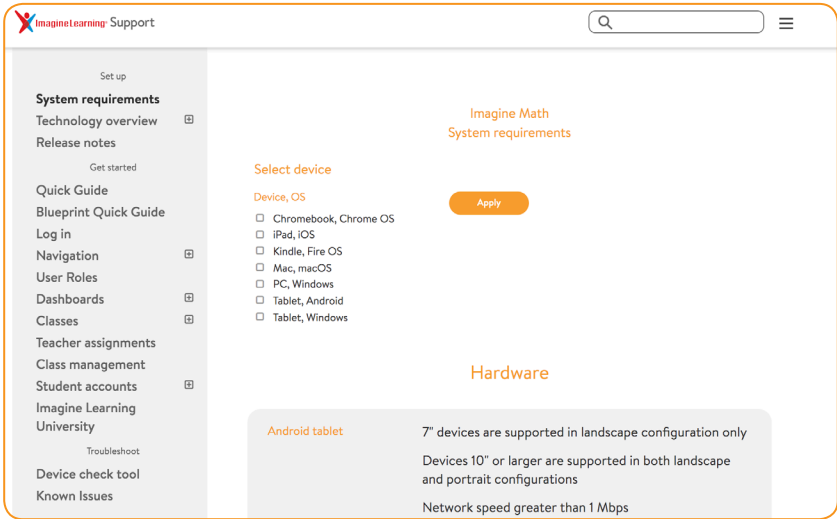 ImagineLearning Support
Set up
System requirements
Technology overview
Release notes
Get started
Quick Guide
Blueprint Quick Guide
Log in
Navigation
User Roles
Dashboards
Classes
Teacher assignments
Class management
Student accounts
Imagine Learning
University
Troubleshoot
Device check tool
Known Issues
Imagine Math
System requirements
Select device
Device, OS
Apply
Chromebook, Chrome OS
iPad, iOS
Kindle, Fire OS
Mac, macOS
PC, Windows
Tablet, Android
Tablet, Windows
Hardware
Android tablet
7" devices are supported in landscape configuration only
Devices 10" or larger are supported in both landscape
and portrait configurations
Network speed greater than 1 Mbps